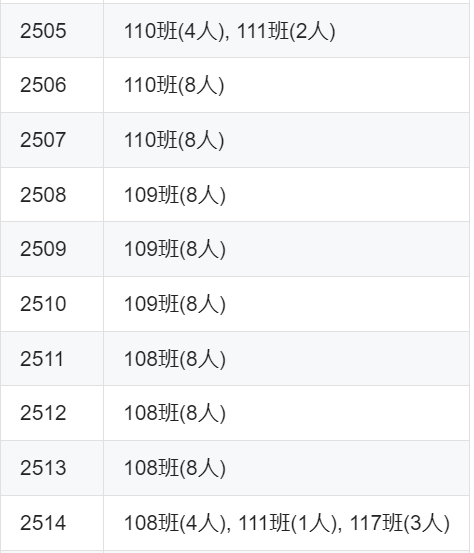 2505 110班(4人), 111班(2人)
2506 110班(8人)
2507 110班(8人)
2508 109班(8人)
2509 109班(8人)
2510 109班(8人)
2511 108班(8人)
2512 108班(8人)
2513 108班(8人)
2514 108班(4人), 111班(1人), 117班(3人)